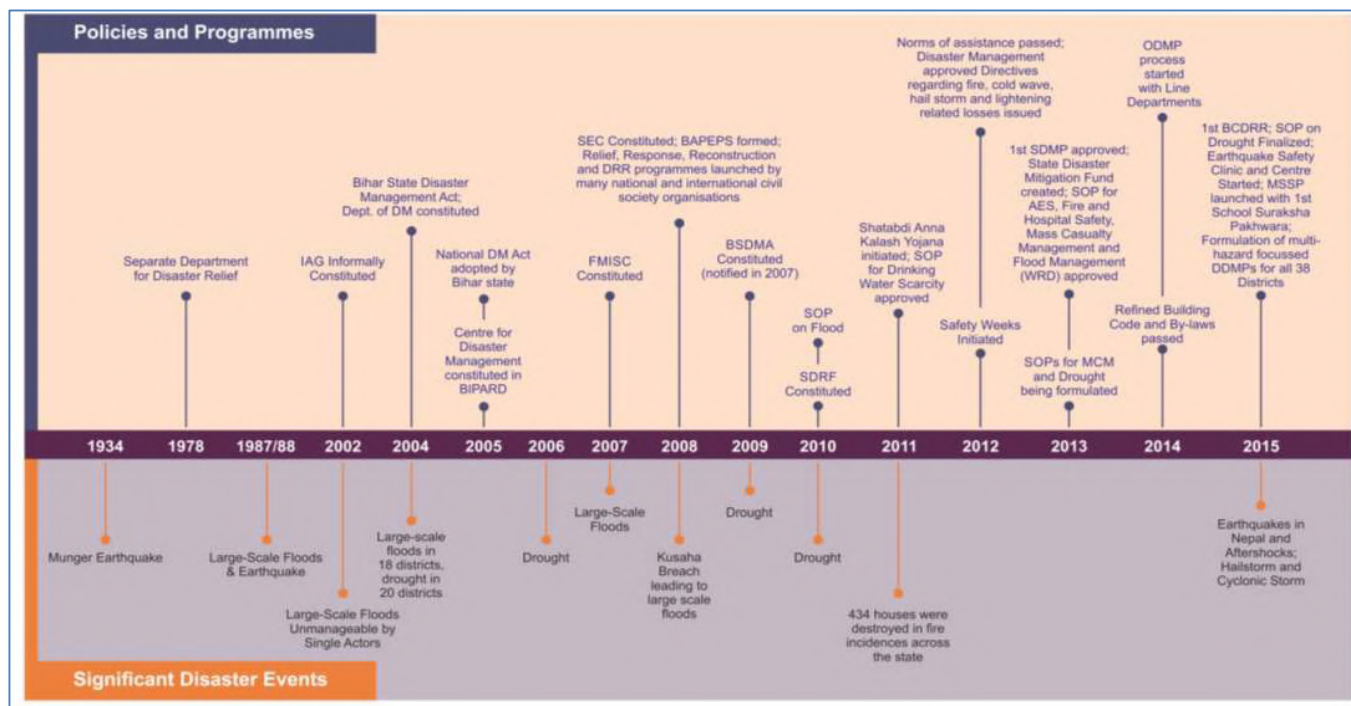 Policies and Programmes
Separate Department
for Disaster Relief
IAG Informally
Constituted
Bihar State Disaster
Management Act;
Dept. of DM constituted
National DM Act
adopted by
Bihar state
Centre for
Disaster
Management
constituted in
BIPARD
FMISC
Constituted
SEC Constituted; BAPEPS formed;
Relief, Response, Reconstruction
and DRR programmes launched by
many national and international civil
society organisations
BSDMA
Constituted
(notified in 2007)
SOP
on Flood
SDRF
Constituted
Shatabdi Anna
Kalash Yojana
initiated; SOP
for Drinking
Water Scarcity
approved
Norms of assistance passed;
Disaster Management
approved Directives
regarding fire, cold wave,
hail storm and lightening
related losses issued
Safety Weeks
Initiated
1st SDMP approved;
State Disaster
Mitigation Fund
created; SOP for
AES, Fire and
Hospital Safety,
Mass Casualty
Management and
Flood Management
(WRD) approved
SOPs for MCM
and Drought
being formulated
ODMP
process
started
with Line
Departments
Refined Building
Code and By-laws
passed
1st BCDRR; SOP on
Drought Finalized;
Earthquake Safety
Clinic and Centre
Started; MSSP
launched with 1st
School Suraksha
Pakhwara;
Formulation of multi-
hazard focussed
DDMPs for all 38
Districts
1934 1978 1987/88 2002 2004 2005 2006 2007 2008 2009 2010 2011 2012 2013 2014 2015
Munger Earthquake
Large-Scale Floods
& Earthquake
Large-Scale Floods
Unmanageable by
Single Actors
Large-scale
floods in
18 districts,
drought in
20 districts
Drought
Large-Scale
Floods
Kusaha
Breach
leading to
large scale
floods
Drought
Drought
434 houses were
destroyed in fire
incidences across
the state
Earthquakes in
Nepal and
Aftershocks;
Hailstorm and
Cyclonic Storm
Significant Disaster Events